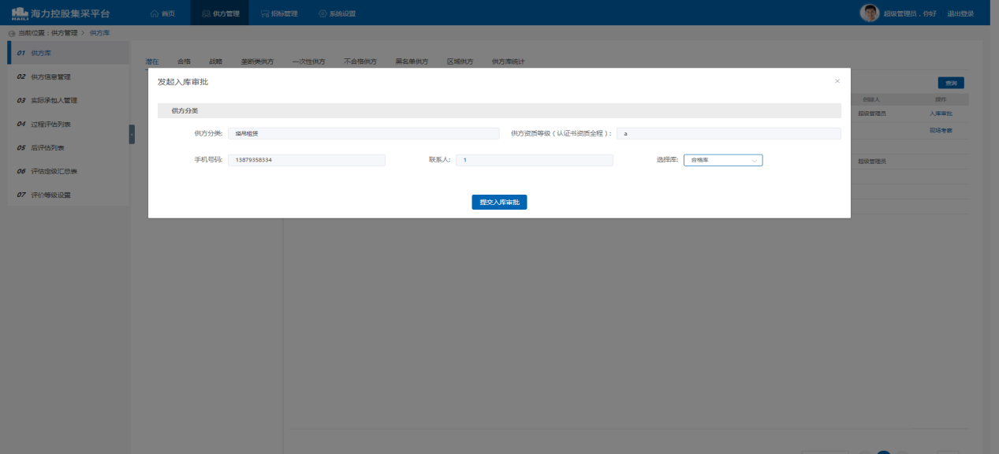 海力控股集采平台 首页 供方管理 招标管理 系统设置 超级管理员，你好 退出登录
HAILI
当前位置：供方管理 > 供方库
01 供方库
02 供方信息管理
03 实际承包人管理
04 过程评估列表
05 后评估列表
06 评估定级汇总表
07 评价等级设置
潜在 合格 战略 垄断类供方 一次性供方 不合格供方 黑名单供方 区域供方 供方库统计
发起入库审批 ×
查询
创建人 操作
供方分类
超级管理员 入库审批
供方分类: 塔吊租赁 供方资质等级（认证书资质全程）: a
现场考察
手机号码: 13879358334 联系人: 1 选择库: 合格库
超级管理员
提交入库审批